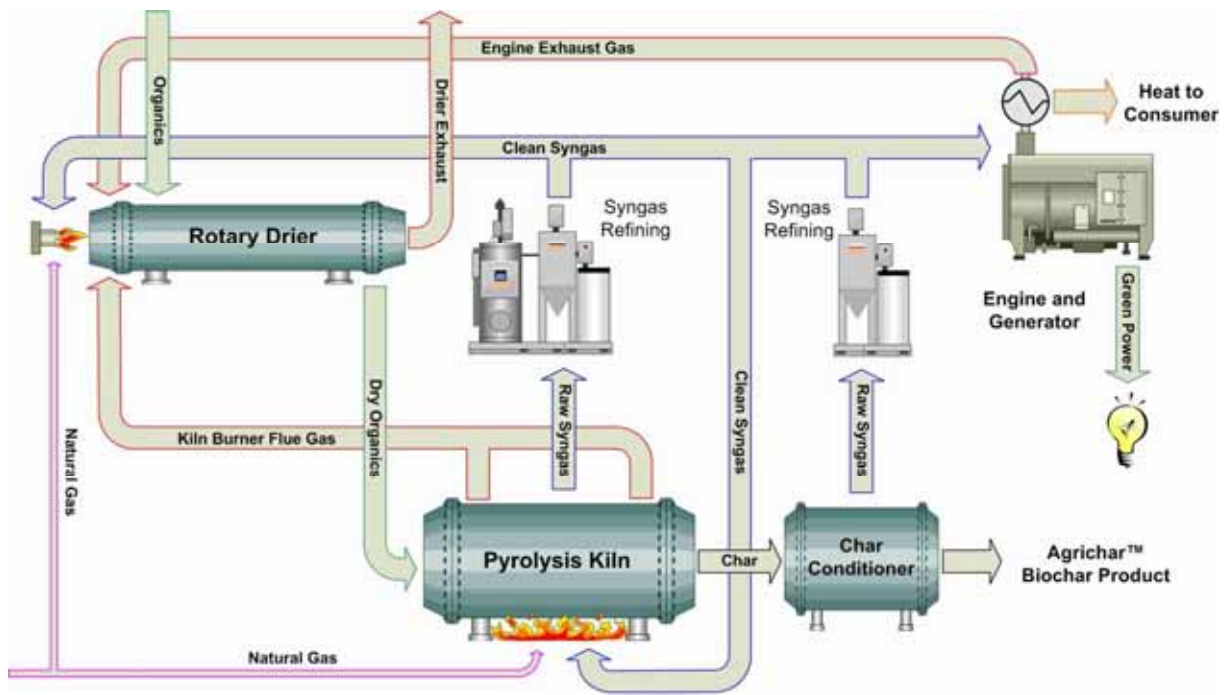 Engine Exhaust Gas
Organics
Drier Exhaust
Heat to
Consumer
Clean Syngas
Syngas
Refining
Syngas
Refining
Rotary Drier
Engine and
Generator
Green Power
Dry Organics
Raw Syngas
Clean Syngas
Raw Syngas
Kiln Burner Flue Gas
Natural Gas
Pyrolysis Kiln
Char
Char
Conditioner
Agrichar™
Biochar Product
Natural Gas